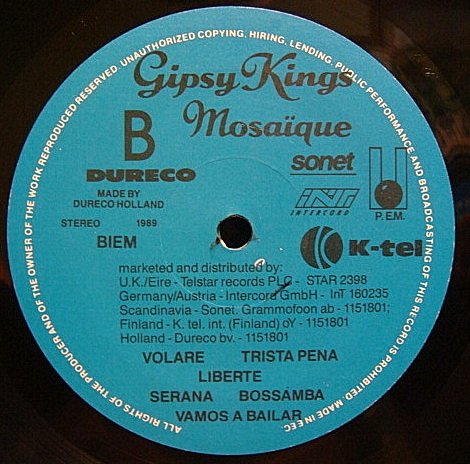 ALL RIGHTS OF THE PRODUCER AND OF THE OWNER OF THE WORK REPRODUCED RESERVED. UNAUTHORIZED COPYING, HIRING, LENDING, PUBLIC PERFORMANCE AND BROADCASTING OF THIS RECORD IS PROHIBITED. MADE IN EEC.
Gipsy Kings
Mosaïque
B
DURECO
sonet
MADE BY
DURECO HOLLAND
INT
INTERCORD
P.E.M.
STEREO 1989
BIEM
K K-tel
marketed and distributed by:
U.K./Eire - Telstar records PLC - STAR 2398
Germany/Austria - Intercord GmbH - InT 160235
Scandinavia - Sonet. Grammofoon ab - 1151801;
Finland - K. tel. int. (Finland) oY - 1151801
Holland - Dureco bv. - 1151801
VOLARE TRISTA PENA
LIBERTE
SERANA BOSSAMBA
VAMOS A BAILAR